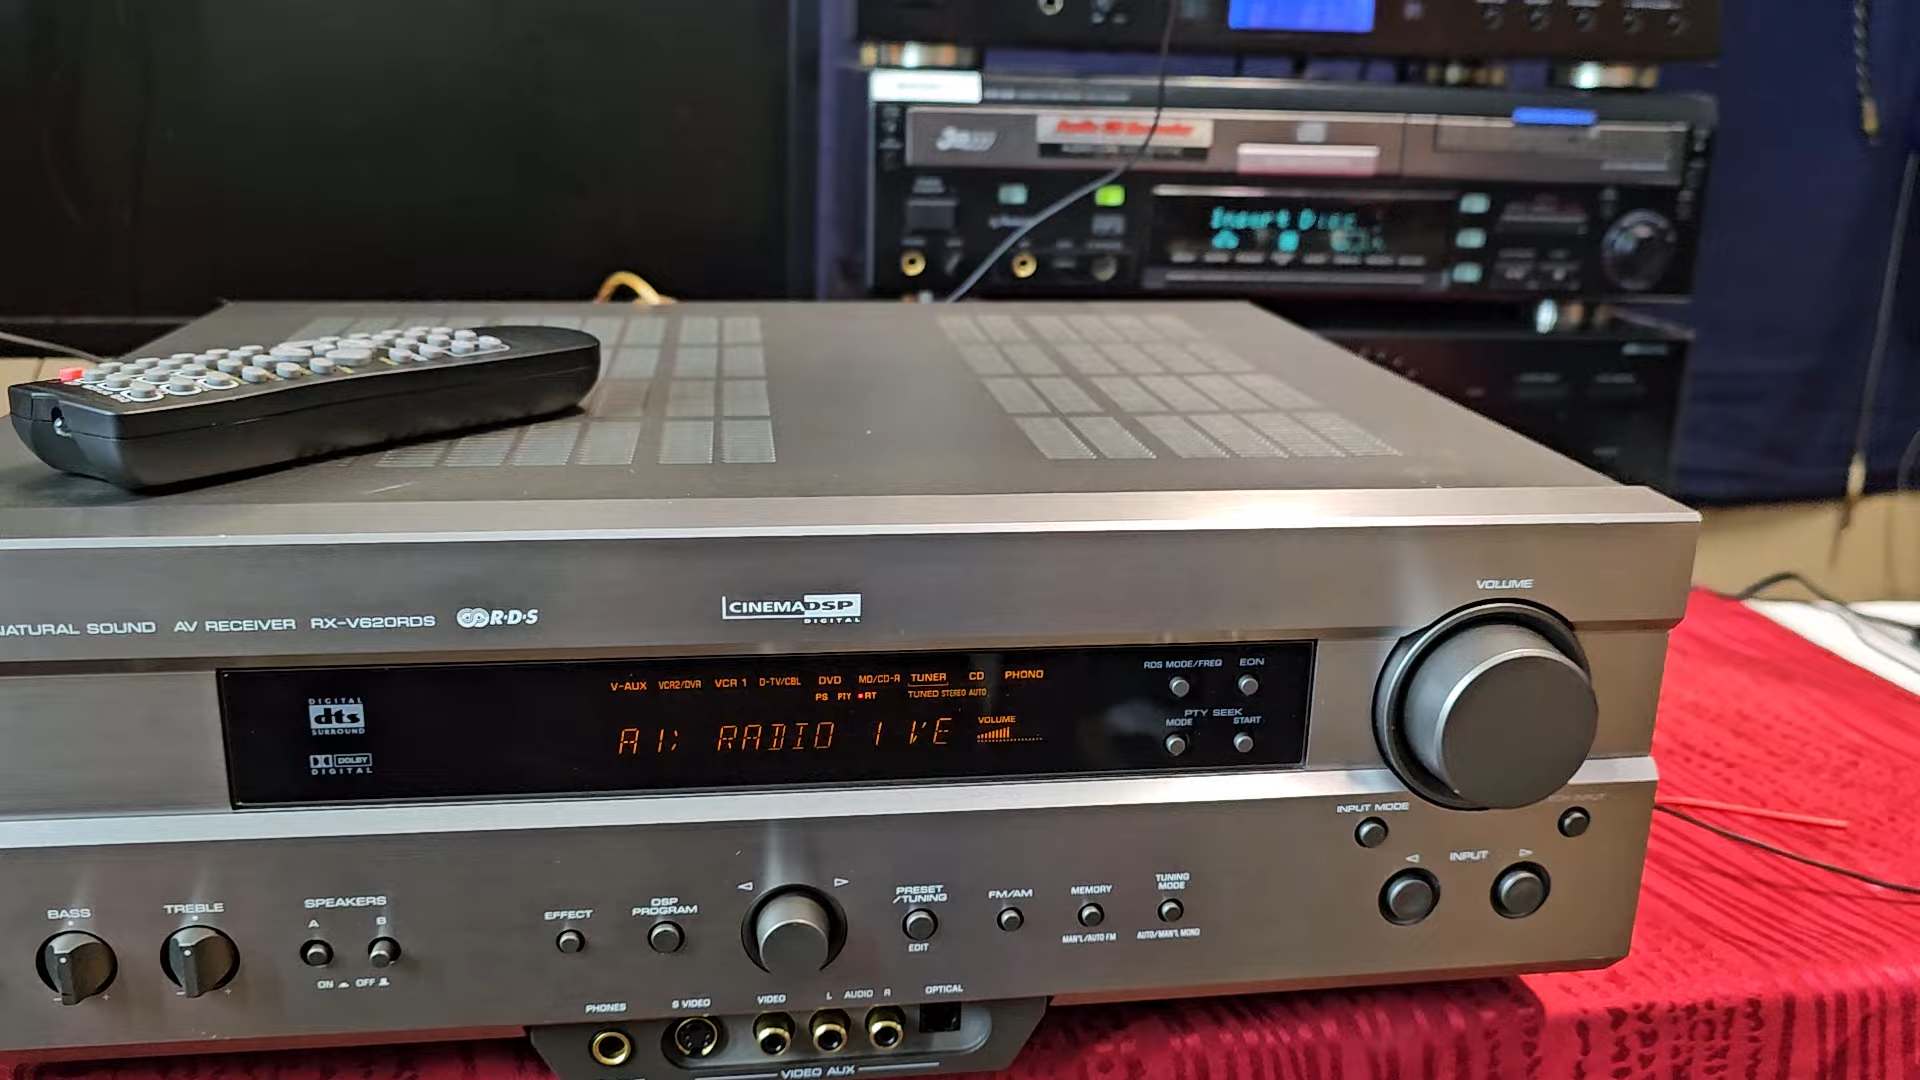 Insert Disc
VOLUME
NATURAL SOUND AV RECEIVER RX-V620RDS R·D·S
CINEMA DSP
DIGITAL
DIGITAL
dts
SURROUND
DOLBY
DIGITAL
V-AUX VCR2/DVR VCR 1 D-TV/CBL DVD MD/CD-R TUNER CD PHONO
PS PTY RT TUNED STEREO AUTO
VOLUME
RDS MODE/FREQ EON
PTY SEEK
MODE START
INPUT MODE
INPUT
BASS
TREBLE
SPEAKERS
A B
ON OFF
EFFECT
DSP
PROGRAM
PRESET
/TUNING
EDIT
FM/AM
MEMORY
MAN'L/AUTO FM
TUNING
MODE
AUTO/MAN'L MONO
PHONES
S VIDEO
VIDEO
L AUDIO R
OPTICAL
VIDEO AUX